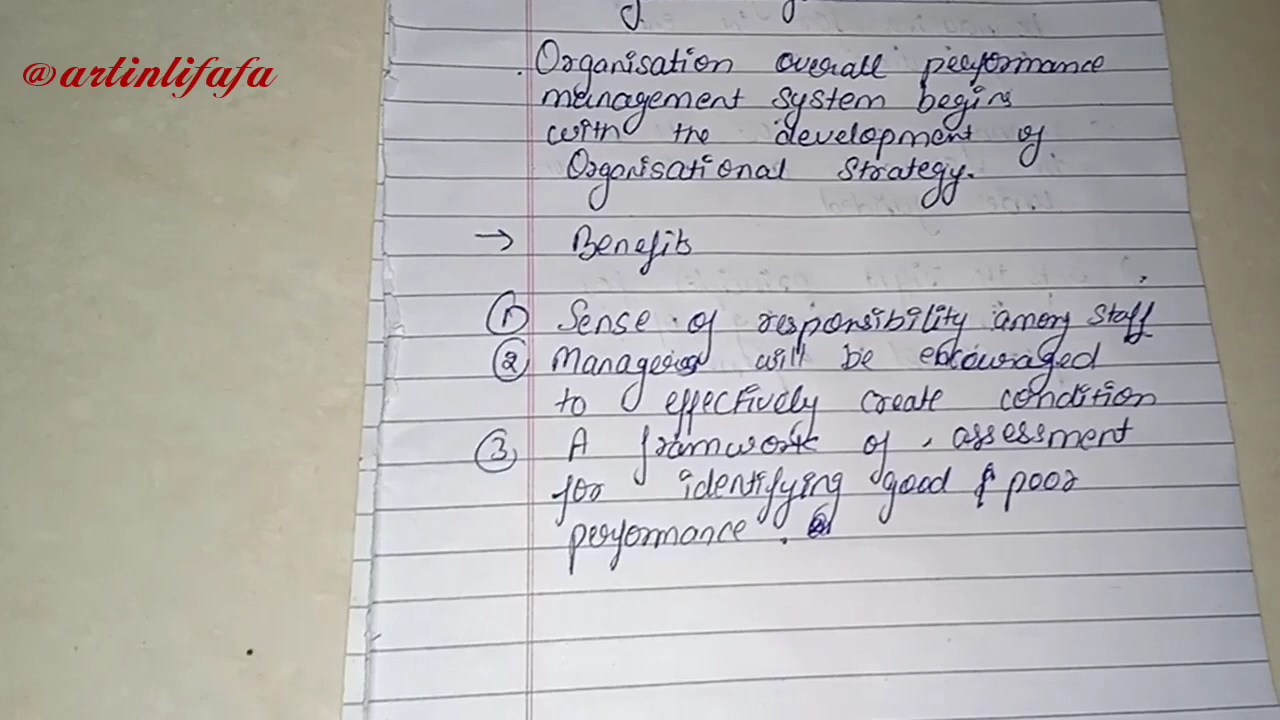 @artinlifafa
Organisation overall performance
management system begins
with the development of
Organisational Strategy.
→ Benefits
① Sense of responsibility among Staff
② Managers will be encouraged
to effectively create condition
③ A framwork of assessment
for identifying good & poor
performance.